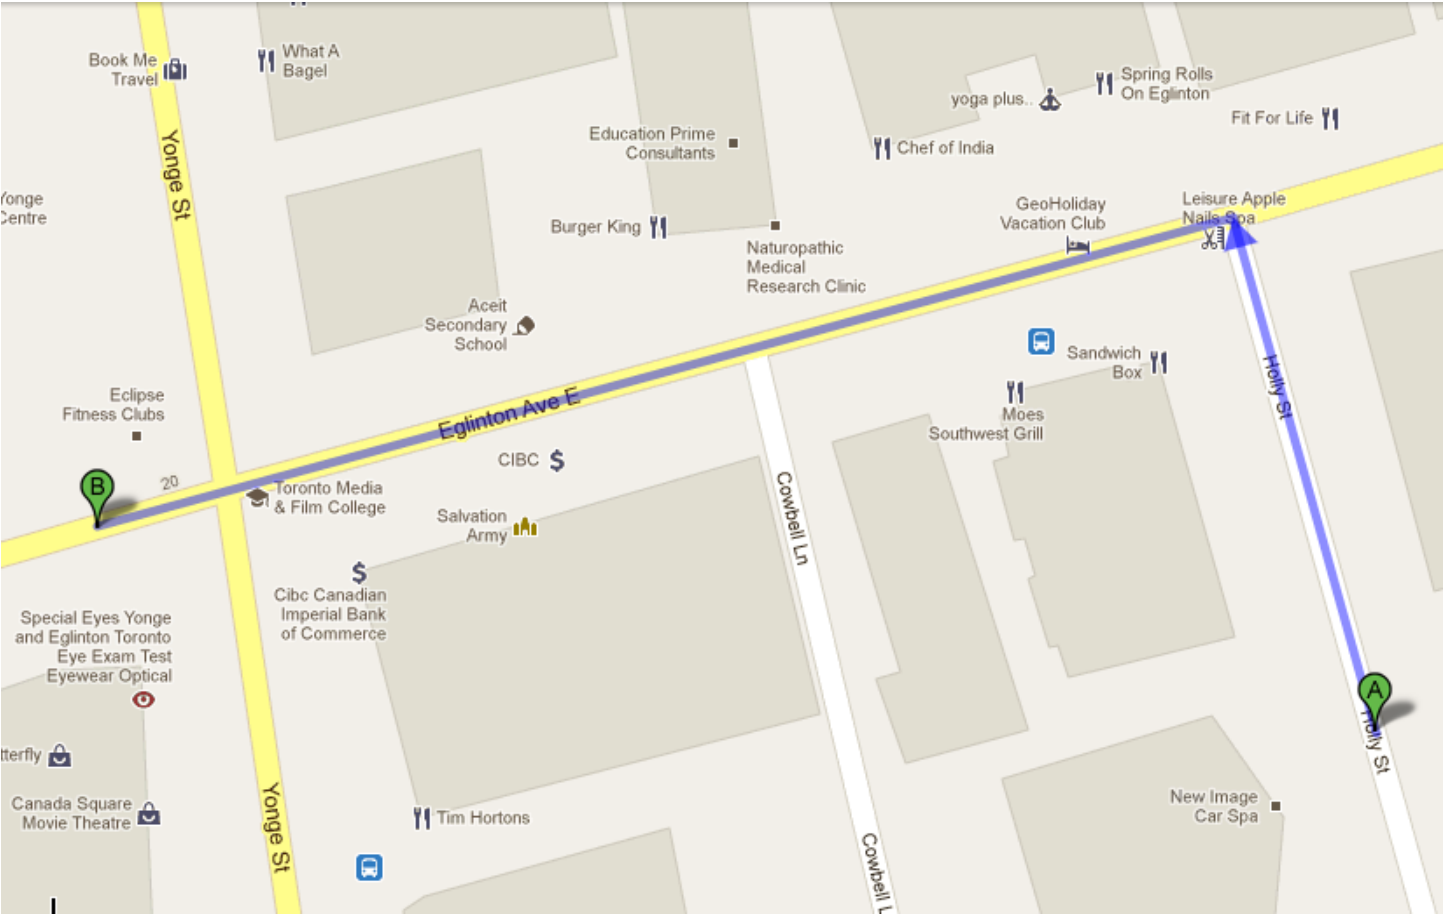 Book Me
Travel
What A
Bagel
Yonge St
Yonge
Centre
Education Prime
Consultants
Burger King
Naturopathic
Medical
Research Clinic
Chef of India
yoga plus..
Spring Rolls
On Eglinton
Fit For Life
GeoHoliday
Vacation Club
Leisure Apple
Nails Spa
Aceit
Secondary
School
Eclipse
Fitness Clubs
Eglinton Ave E
Sandwich
Box
Moes
Southwest Grill
Holly St
B
20
CIBC
$
Toronto Media
& Film College
Salvation
Army
Cowbell Ln
$
Cibc Canadian
Imperial Bank
of Commerce
Special Eyes Yonge
and Eglinton Toronto
Eye Exam Test
Eyewear Optical
A
Holly St
tterfly
Canada Square
Movie Theatre
Yonge St
Tim Hortons
New Image
Car Spa
Cowbell L